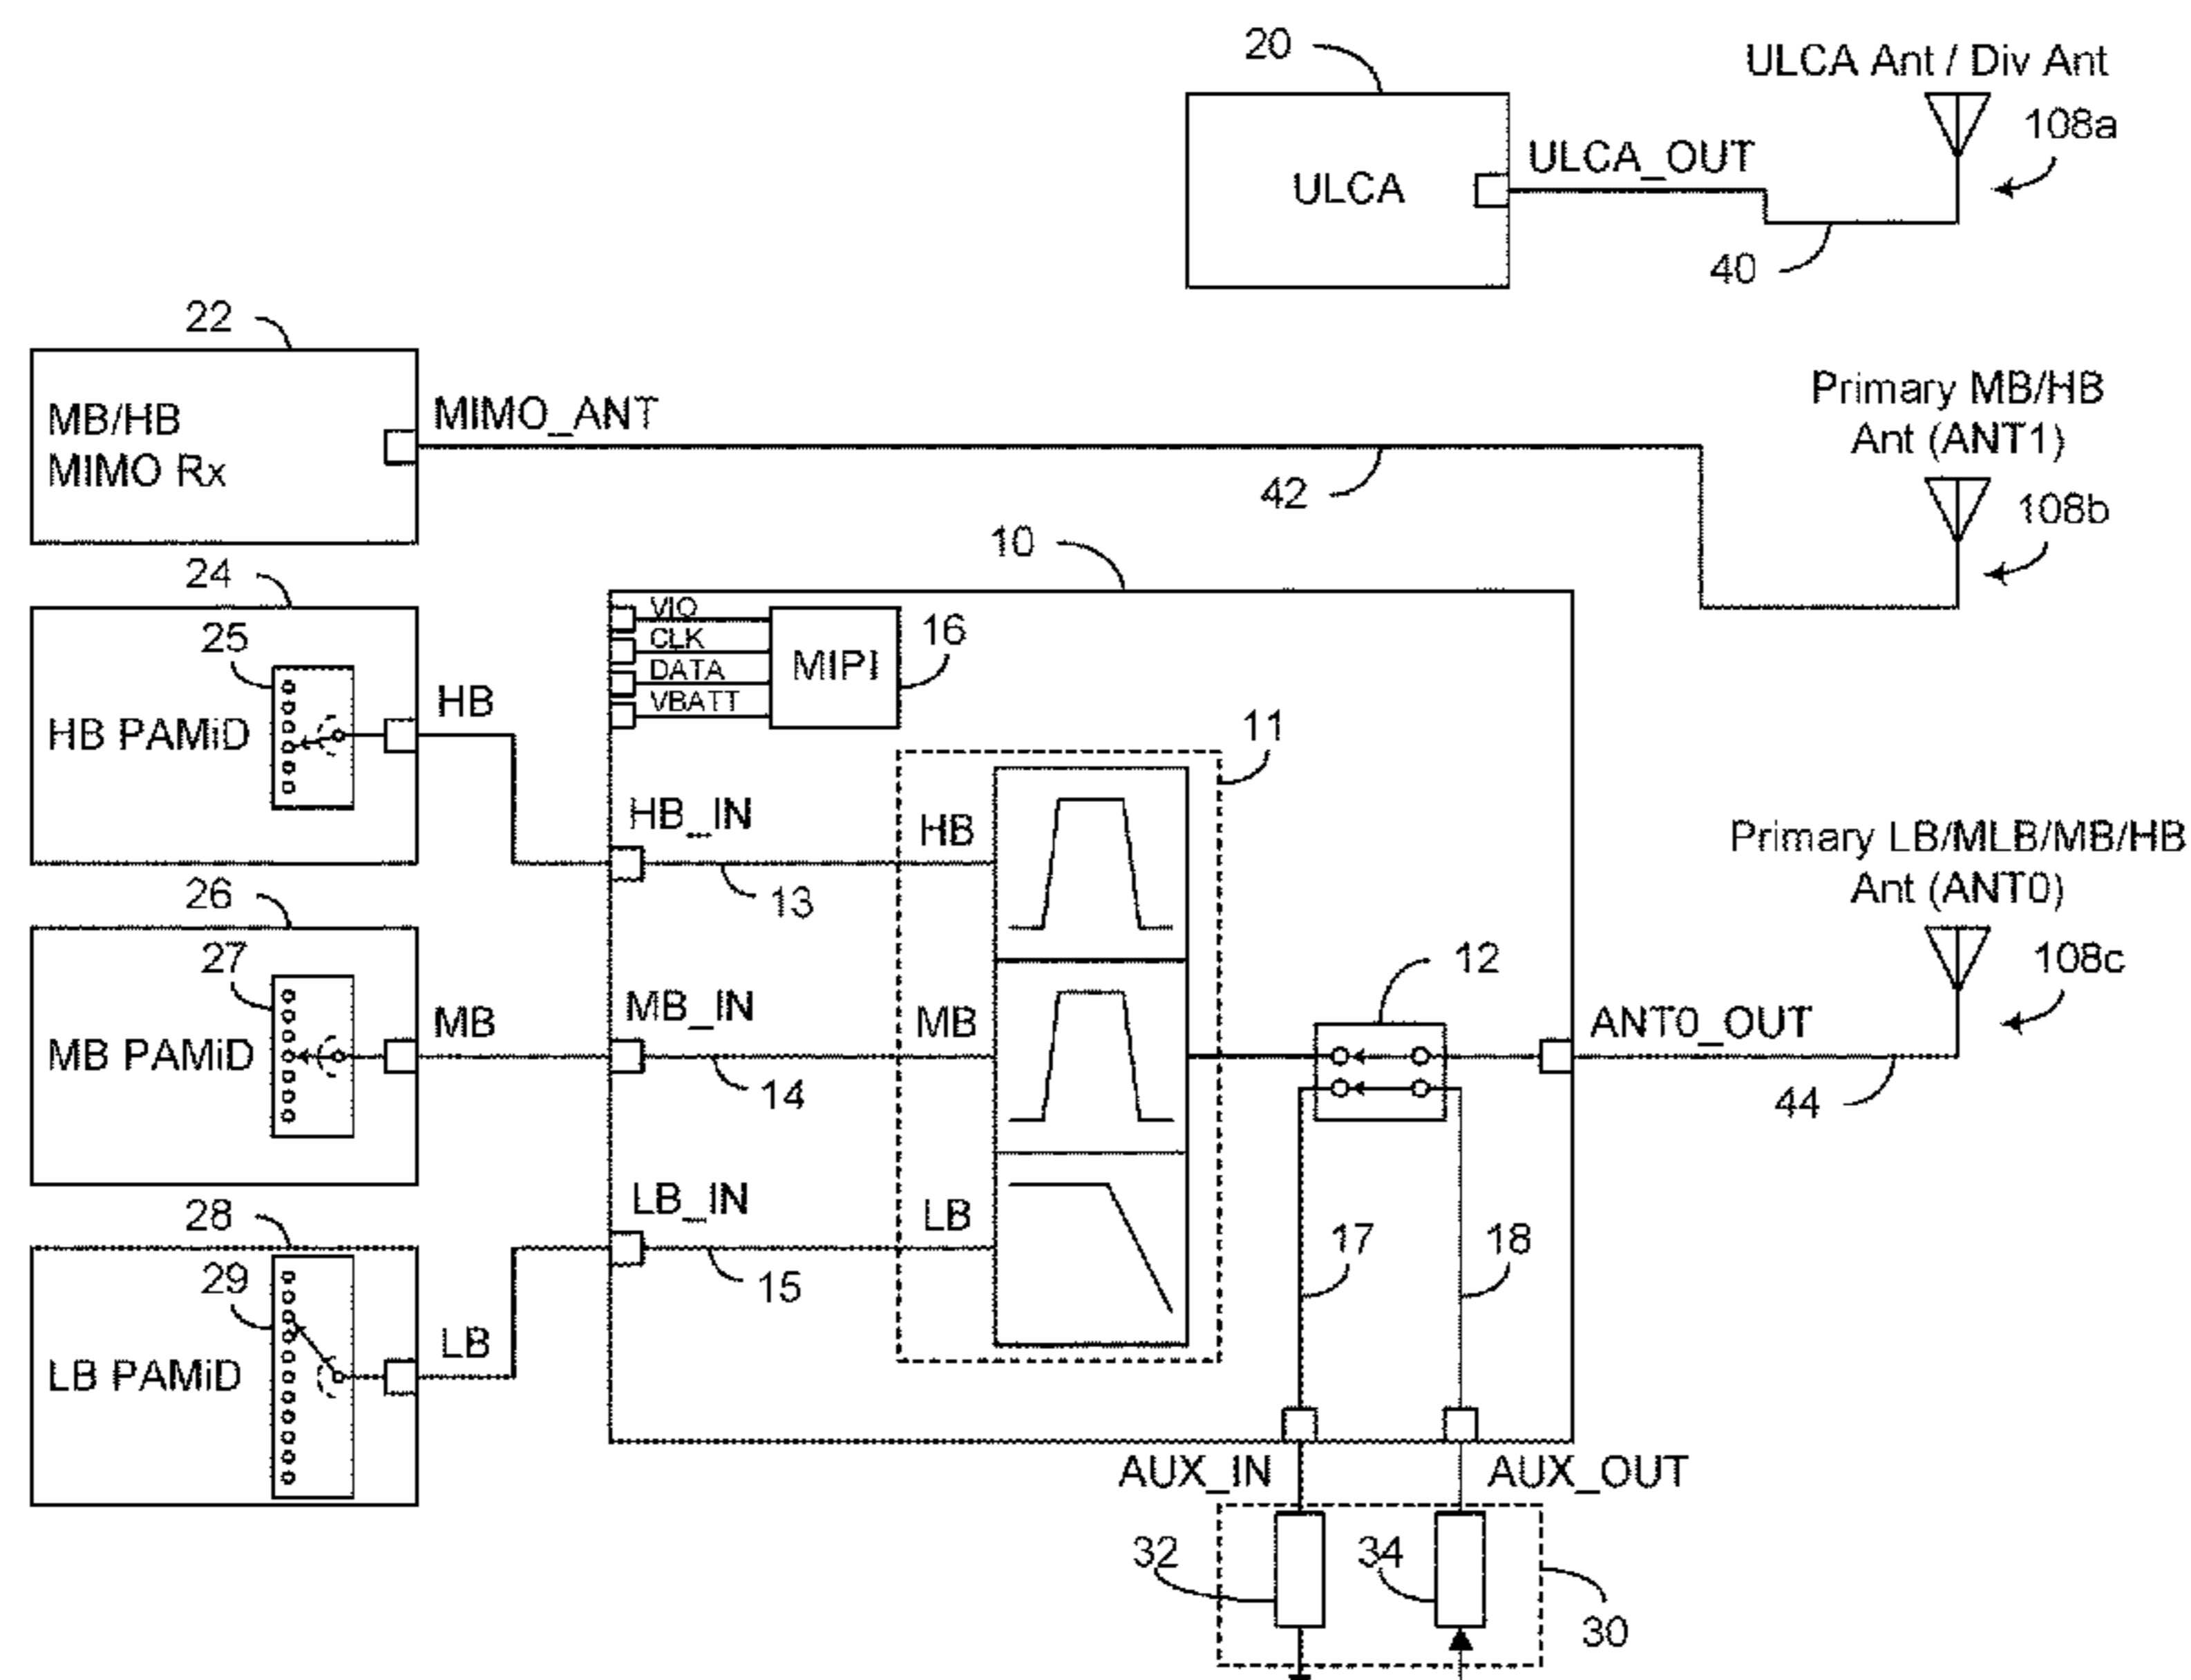 20
ULCA Ant / Div Ant
108a
ULCA_OUT
ULCA
40
22
MB/HB
MIMO Rx
MIMO_ANT
42
Primary MB/HB
Ant (ANT1)
108b
10
24
25
HB PAMiD
HB
VIO
CLK
DATA
VBATT
MIPI
16
11
HB_IN
HB
13
Primary LB/MLB/MB/HB
Ant (ANT0)
108c
26
27
MB PAMiD
MB
MB_IN
MB
14
12
ANT0_OUT
44
28
29
LB PAMiD
LB
LB_IN
LB
15
17
18
AUX_IN
AUX_OUT
32
34
30